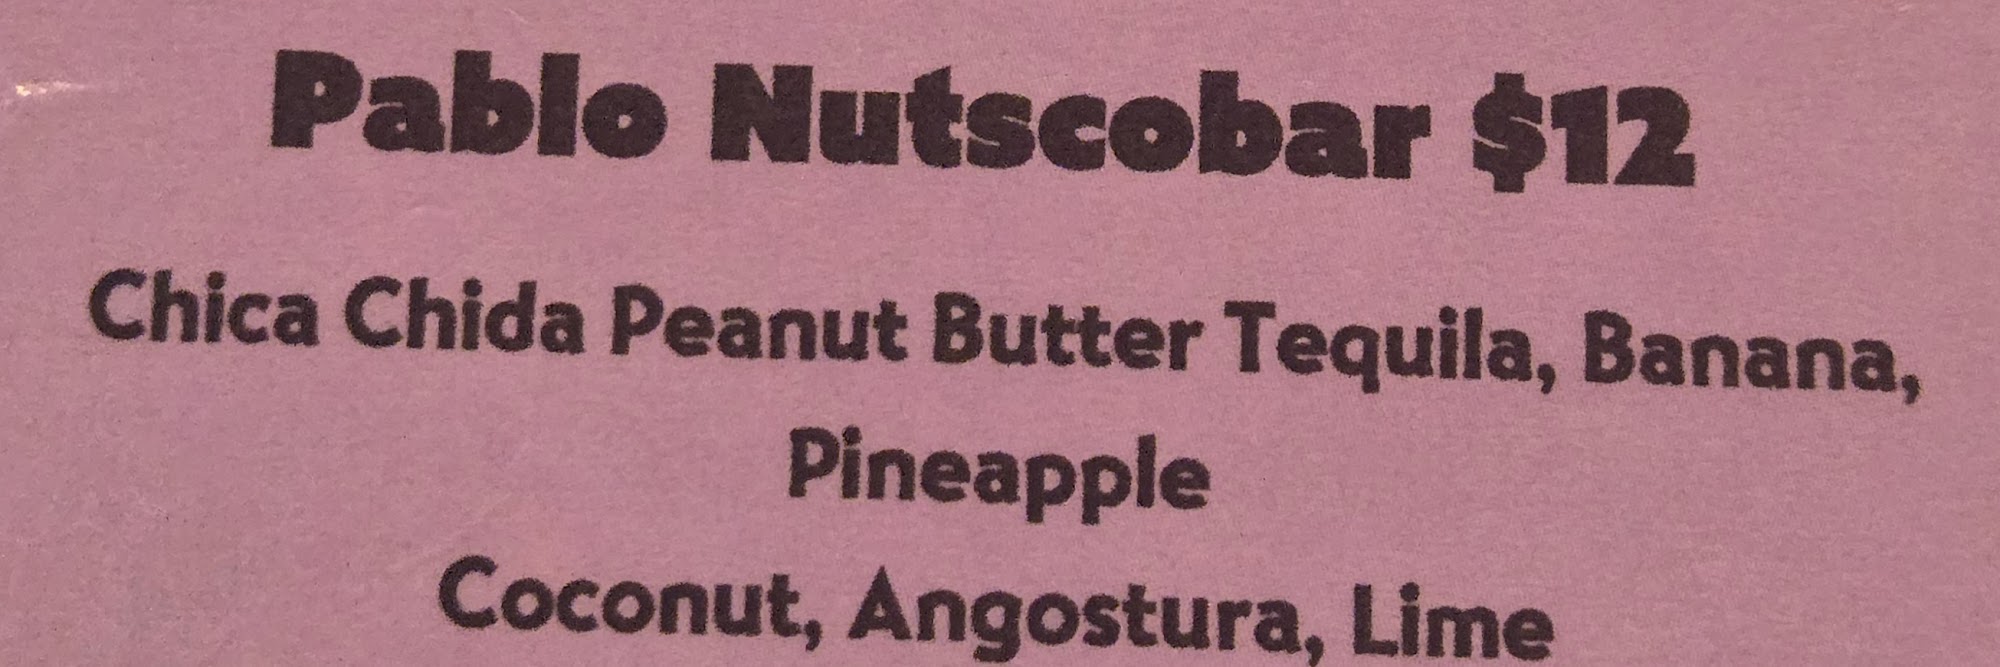 Pablo Nutscobar $12
Chica Chida Peanut Butter Tequila, Banana,
Pineapple
Coconut, Angostura, Lime